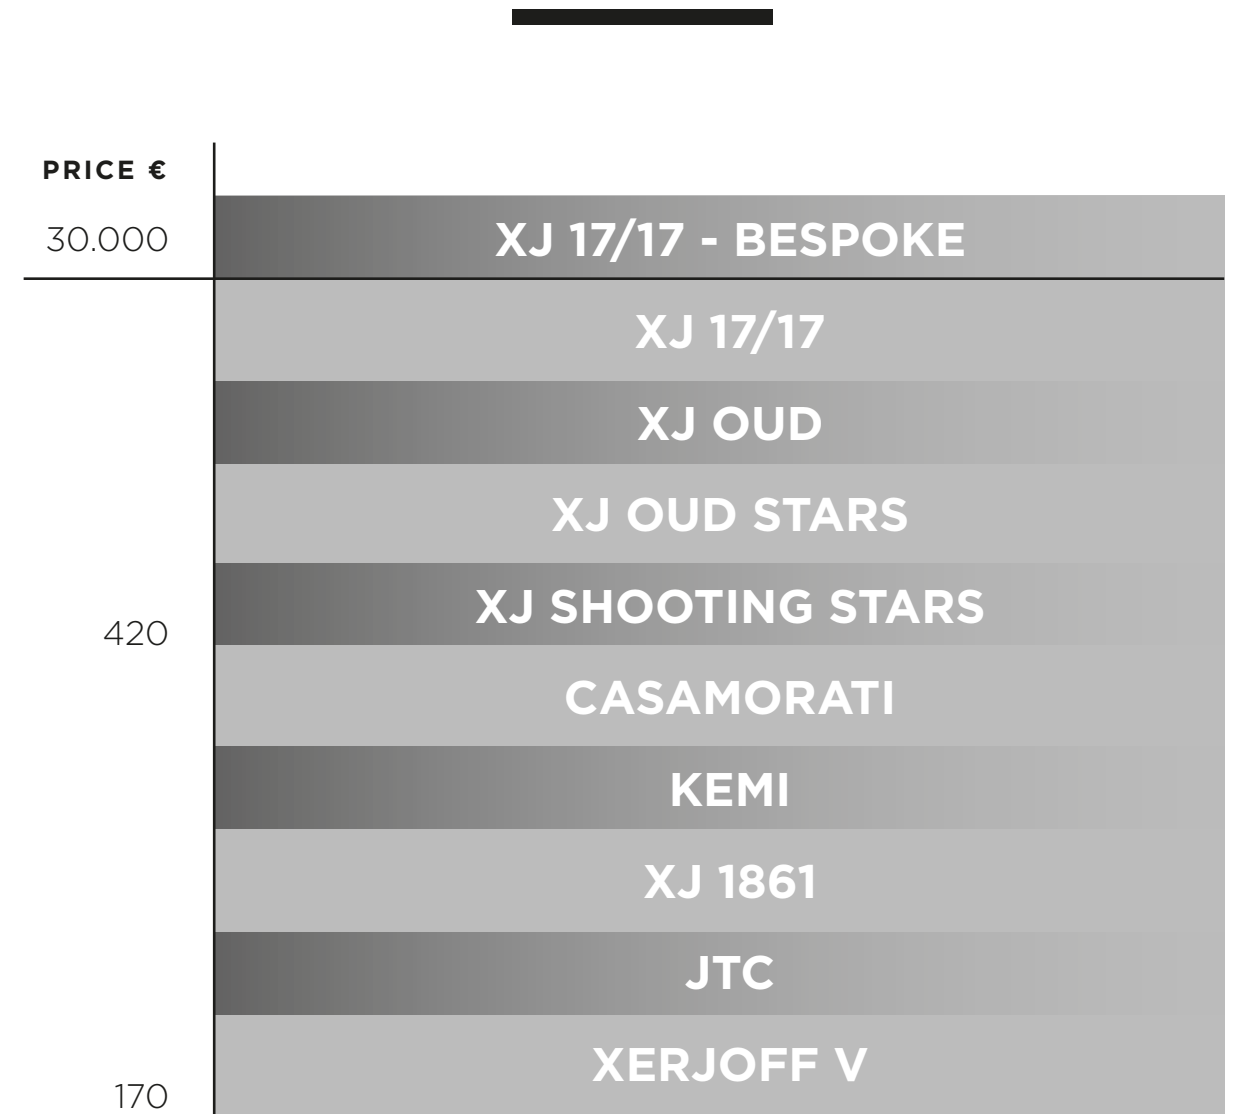 PRICE €
30.000
XJ 17/17 - BESPOKE
XJ 17/17
XJ OUD
XJ OUD STARS
XJ SHOOTING STARS
420
CASAMORATI
KEMI
XJ 1861
JTC
XERJOFF V
170